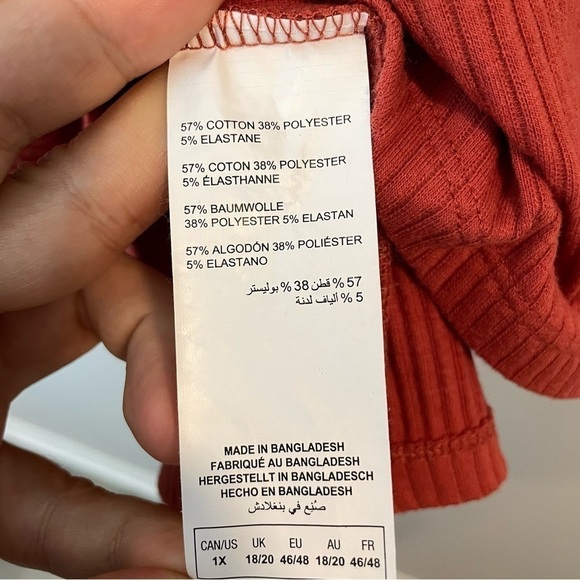 57% COTTON 38% POLYESTER
5% ELASTANE
57% COTON 38% POLYESTER
5% ÉLASTHANNE
57% BAUMWOLLE
38% POLYESTER 5% ELASTAN
57% ALGODÓN 38% POLIÉSTER
5% ELASTANO
57 % قطن 38 % بوليستر
5 % ألياف لدنة
MADE IN BANGLADESH
FABRIQUÉ AU BANGLADESH
HERGESTELLT IN BANGLADESCH
HECHO EN BANGLADESH
صُنِع في بنغلادش
CAN/US UK EU AU FR
1X 18/20 46/48 18/20 46/48